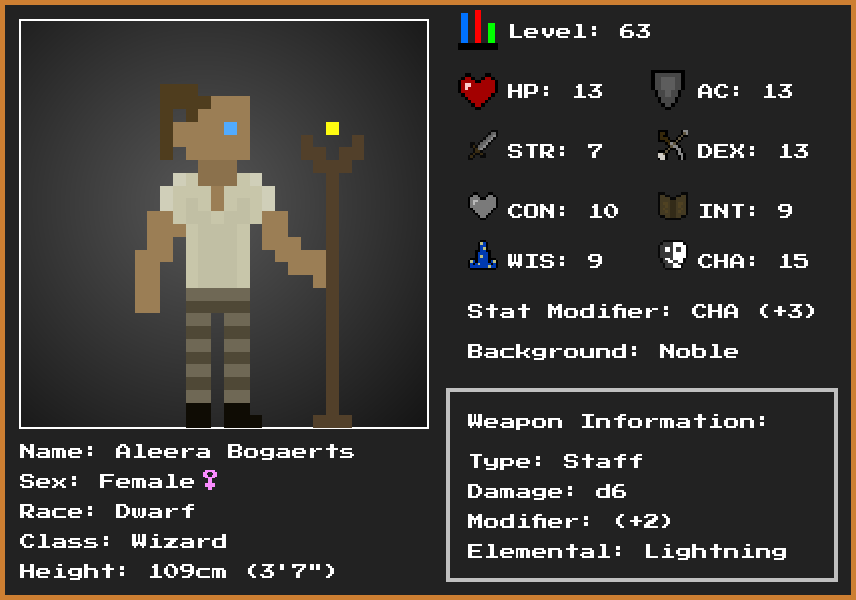 Level: 63
HP: 13 AC: 13
STR: 7 DEX: 13
CON: 10 INT: 9
WIS: 9 CHA: 15
Stat Modifier: CHA (+3)
Background: Noble
Weapon Information:
Type: Staff
Damage: d6
Modifier: (+2)
Elemental: Lightning
Name: Aleera Bogaerts
Sex: Female♀
Race: Dwarf
Class: Wizard
Height: 109cm (3'7")